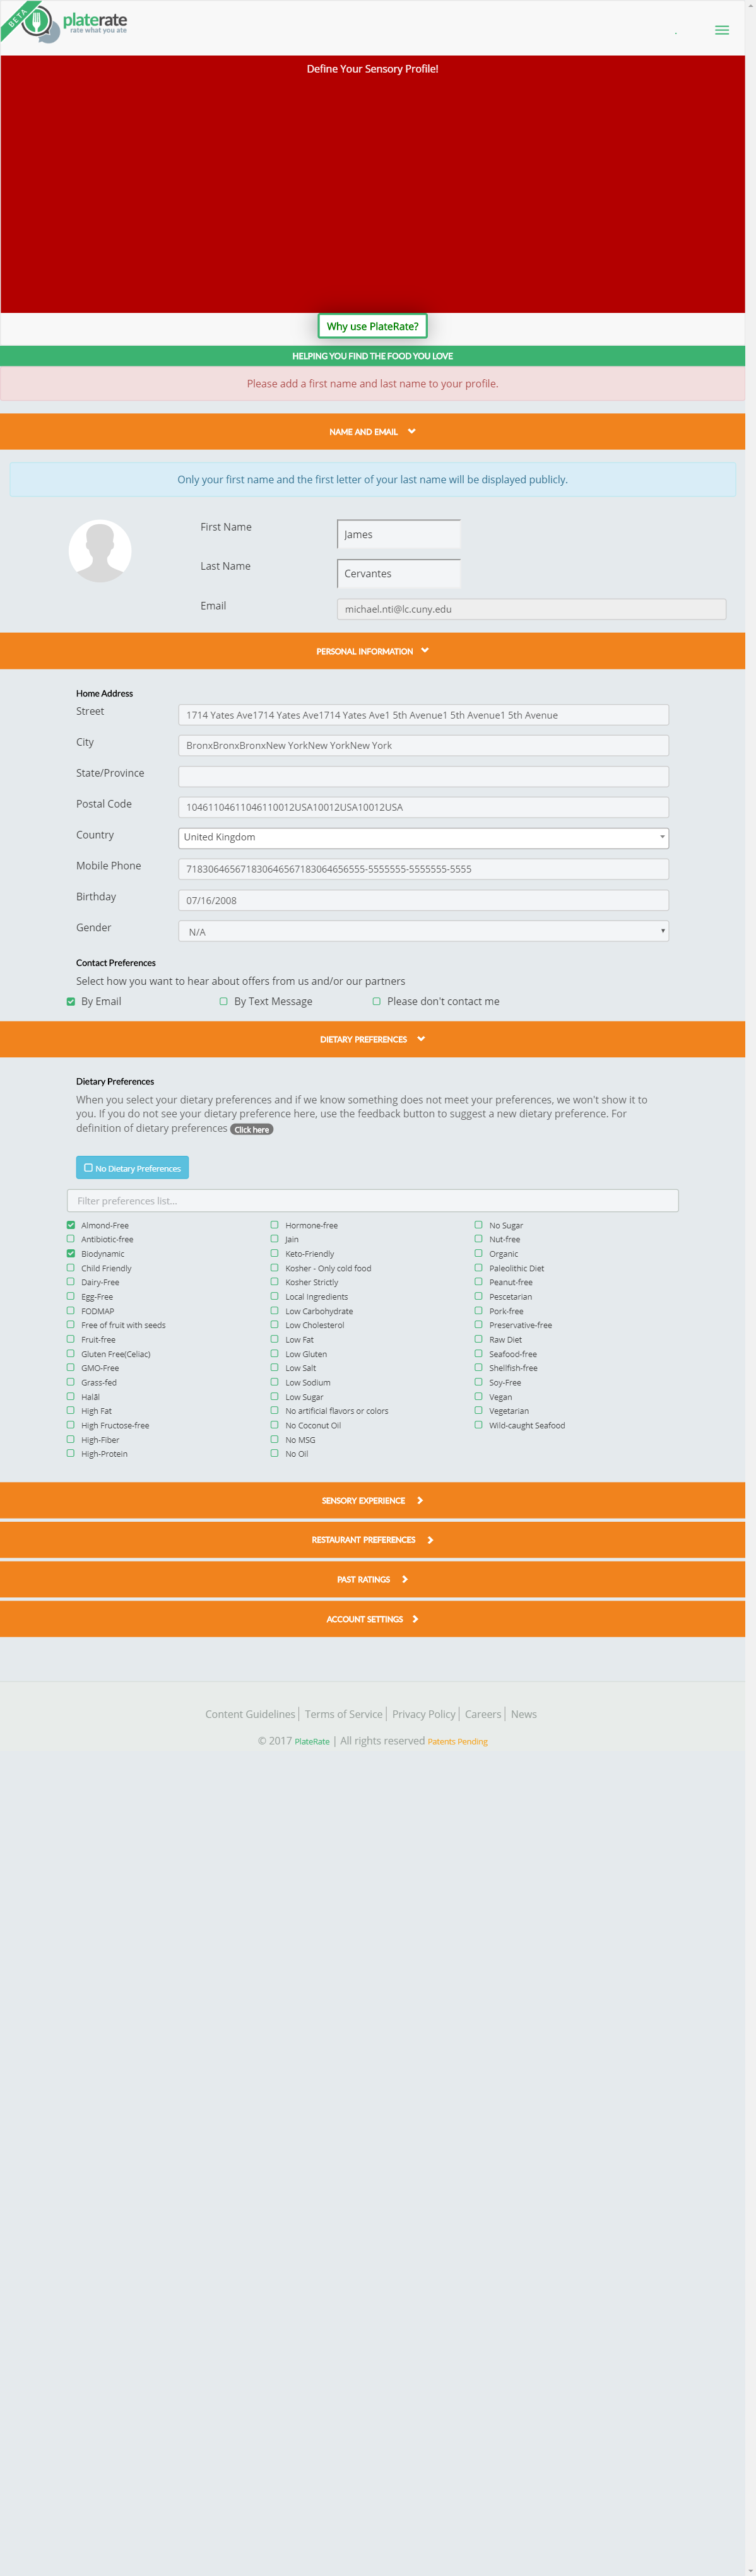 BETA
platerate
rate what you ate
Define Your Sensory Profile!
Why use PlateRate?
HELPING YOU FIND THE FOOD YOU LOVE
Please add a first name and last name to your profile.
NAME AND EMAIL
Only your first name and the first letter of your last name will be displayed publicly.
First Name
James
Last Name
Cervantes
Email
michael.nti@lc.cuny.edu
PERSONAL INFORMATION
Home Address
Street
1714 Yates Ave1714 Yates Ave1714 Yates Ave1 5th Avenue1 5th Avenue1 5th Avenue
City
BronxBronxBronxNew YorkNew YorkNew York
State/Province
Postal Code
10461104611046110012USA10012USA10012USA
Country
United Kingdom
Mobile Phone
718306465671830646567183064656555-5555555-5555555-5555
Birthday
07/16/2008
Gender
N/A
Contact Preferences
Select how you want to hear about offers from us and/or our partners
By Email By Text Message Please don't contact me
DIETARY PREFERENCES
Dietary Preferences
When you select your dietary preferences and if we know something does not meet your preferences, we won't show it to
you. If you do not see your dietary preference here, use the feedback button to suggest a new dietary preference. For
definition of dietary preferences Click here
No Dietary Preferences
Filter preferences list...
Almond-Free
Antibiotic-free
Biodynamic
Child Friendly
Dairy-Free
Egg-Free
FODMAP
Free of fruit with seeds
Fruit-free
Gluten Free(Celiac)
GMO-Free
Grass-fed
Halāl
High Fat
High Fructose-free
High-Fiber
High-Protein
Hormone-free
Jain
Keto-Friendly
Kosher - Only cold food
Kosher Strictly
Local Ingredients
Low Carbohydrate
Low Cholesterol
Low Fat
Low Gluten
Low Salt
Low Sodium
Low Sugar
No artificial flavors or colors
No Coconut Oil
No MSG
No Oil
No Sugar
Nut-free
Organic
Paleolithic Diet
Peanut-free
Pescetarian
Pork-free
Preservative-free
Raw Diet
Seafood-free
Shellfish-free
Soy-Free
Vegan
Vegetarian
Wild-caught Seafood
SENSORY EXPERIENCE
RESTAURANT PREFERENCES
PAST RATINGS
ACCOUNT SETTINGS
Content Guidelines | Terms of Service | Privacy Policy | Careers | News
© 2017 PlateRate | All rights reserved Patents Pending